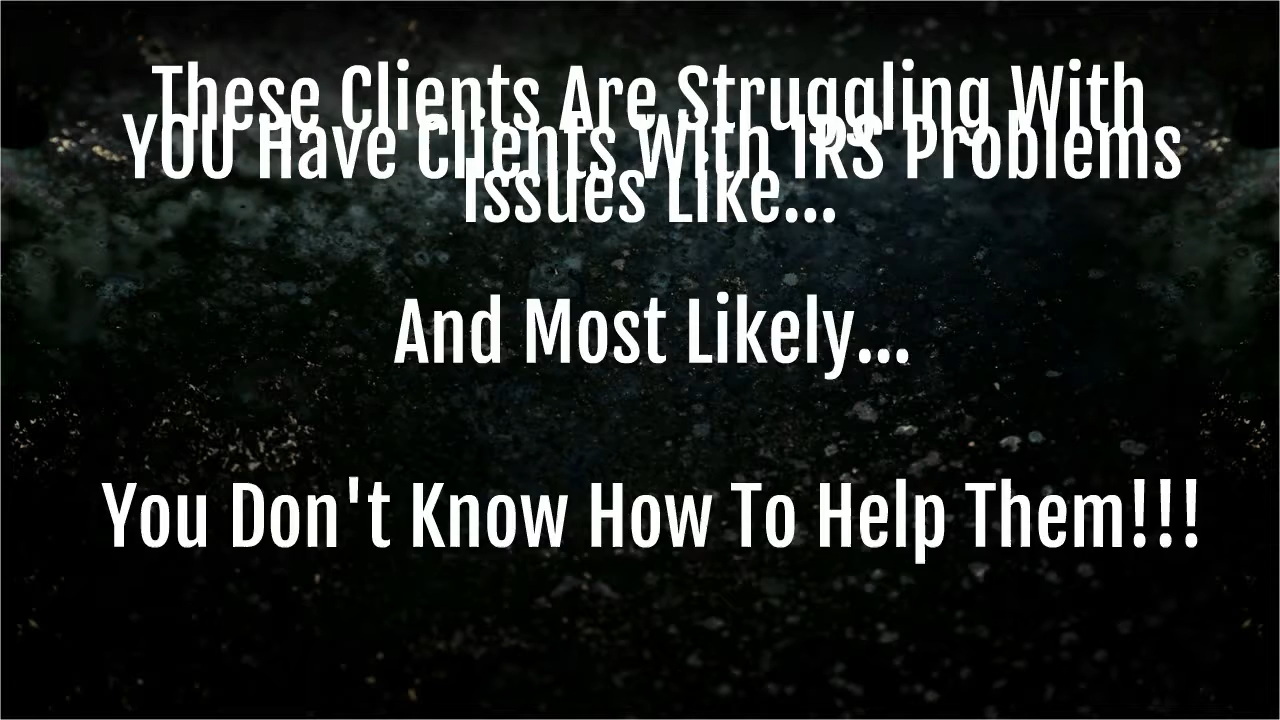 These Clients Are Struggling With
YOU Have Clients With IRS Problems
Issues Like...
And Most Likely...
You Don't Know How To Help Them!!!